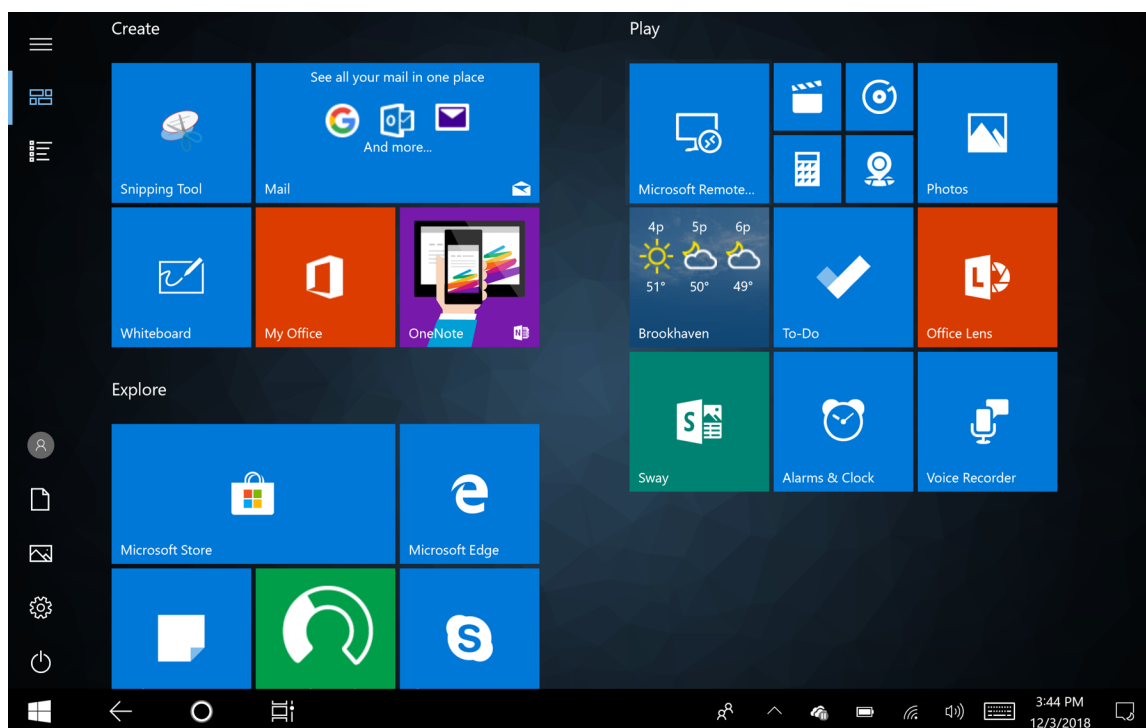 Create
See all your mail in one place
And more...
Snipping Tool
Mail
Whiteboard
My Office
OneNote
Explore
Microsoft Store
Microsoft Edge
Play
Microsoft Remote...
Photos
4p 5p 6p
51° 50° 49°
Brookhaven
To-Do
Office Lens
Sway
Alarms & Clock
Voice Recorder
3:44 PM
12/3/2018